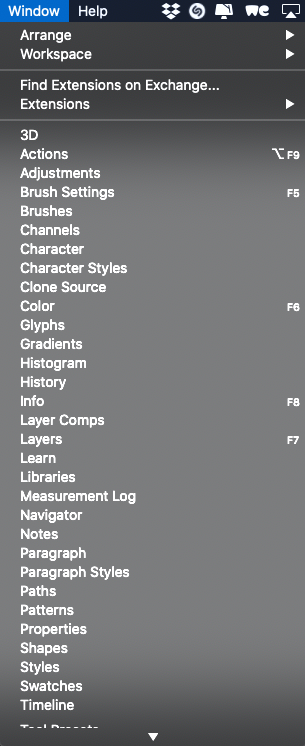 Window Help
Arrange
Workspace
Find Extensions on Exchange...
Extensions
3D
Actions ⌥F9
Adjustments
Brush Settings F5
Brushes
Channels
Character
Character Styles
Clone Source
Color F6
Glyphs
Gradients
Histogram
History
Info F8
Layer Comps
Layers F7
Learn
Libraries
Measurement Log
Navigator
Notes
Paragraph
Paragraph Styles
Paths
Patterns
Properties
Shapes
Styles
Swatches
Timeline